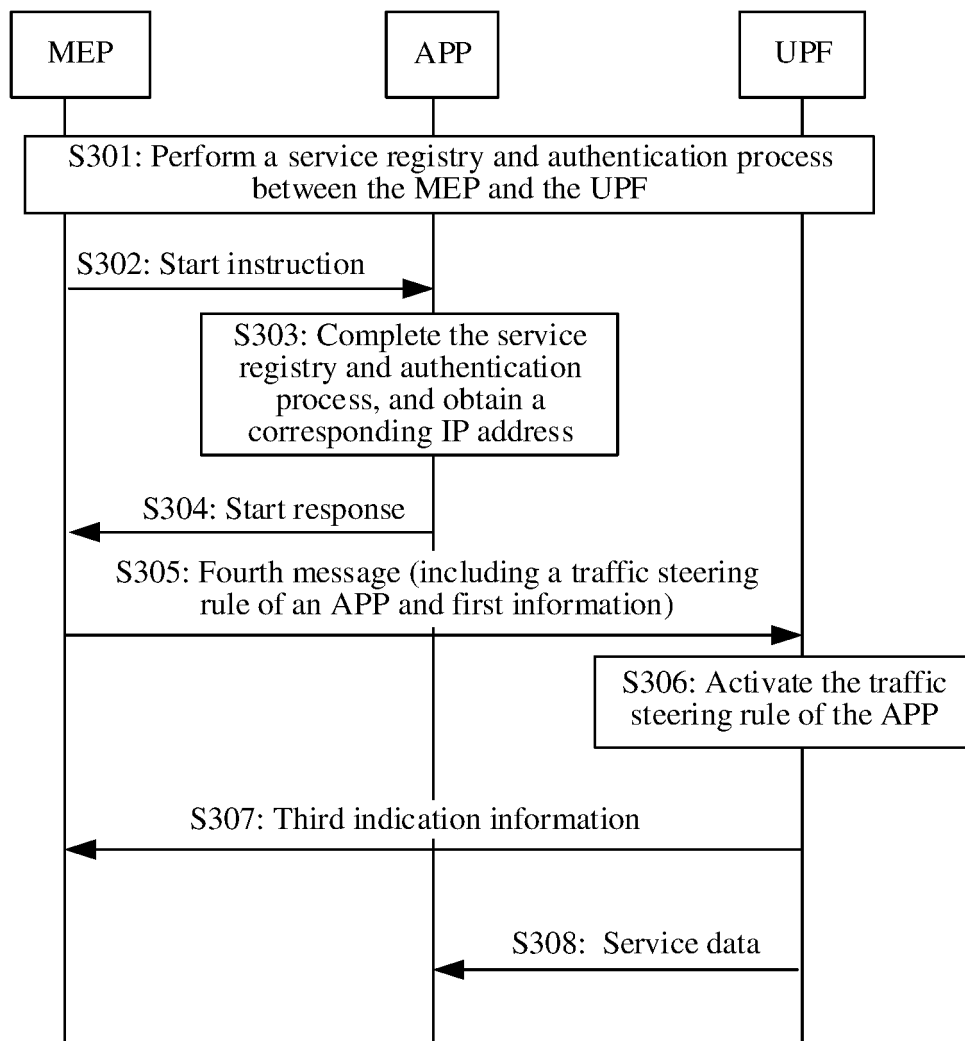 MEP
APP
UPF
S301: Perform a service registry and authentication process
between the MEP and the UPF
S302: Start instruction
S303: Complete the service
registry and authentication
process, and obtain a
corresponding IP address
S304: Start response
S305: Fourth message (including a traffic steering
rule of an APP and first information)
S306: Activate the traffic
steering rule of the APP
S307: Third indication information
S308: Service data